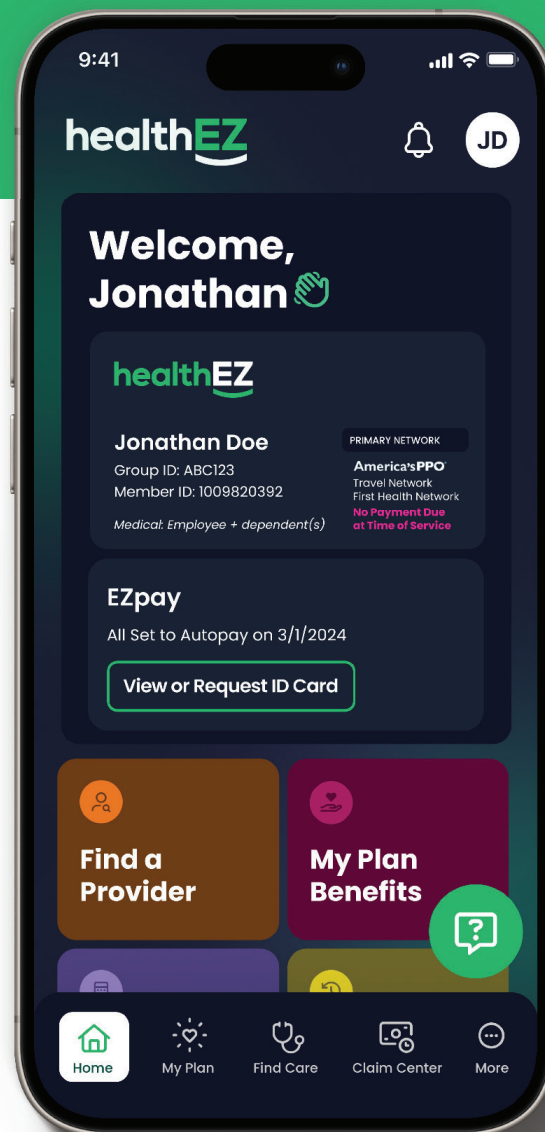 9:41
healthEZ
JD
Welcome,
Jonathan
healthEZ
Jonathan Doe
Group ID: ABC123
Member ID: 1009820392
Medical: Employee + dependent(s)
PRIMARY NETWORK
America'sPPO
Travel Network
First Health Network
No Payment Due
at Time of Service
EZpay
All Set to Autopay on 3/1/2024
View or Request ID Card
Find a
Provider
My Plan
Benefits
?
Home
My Plan
Find Care
Claim Center
More